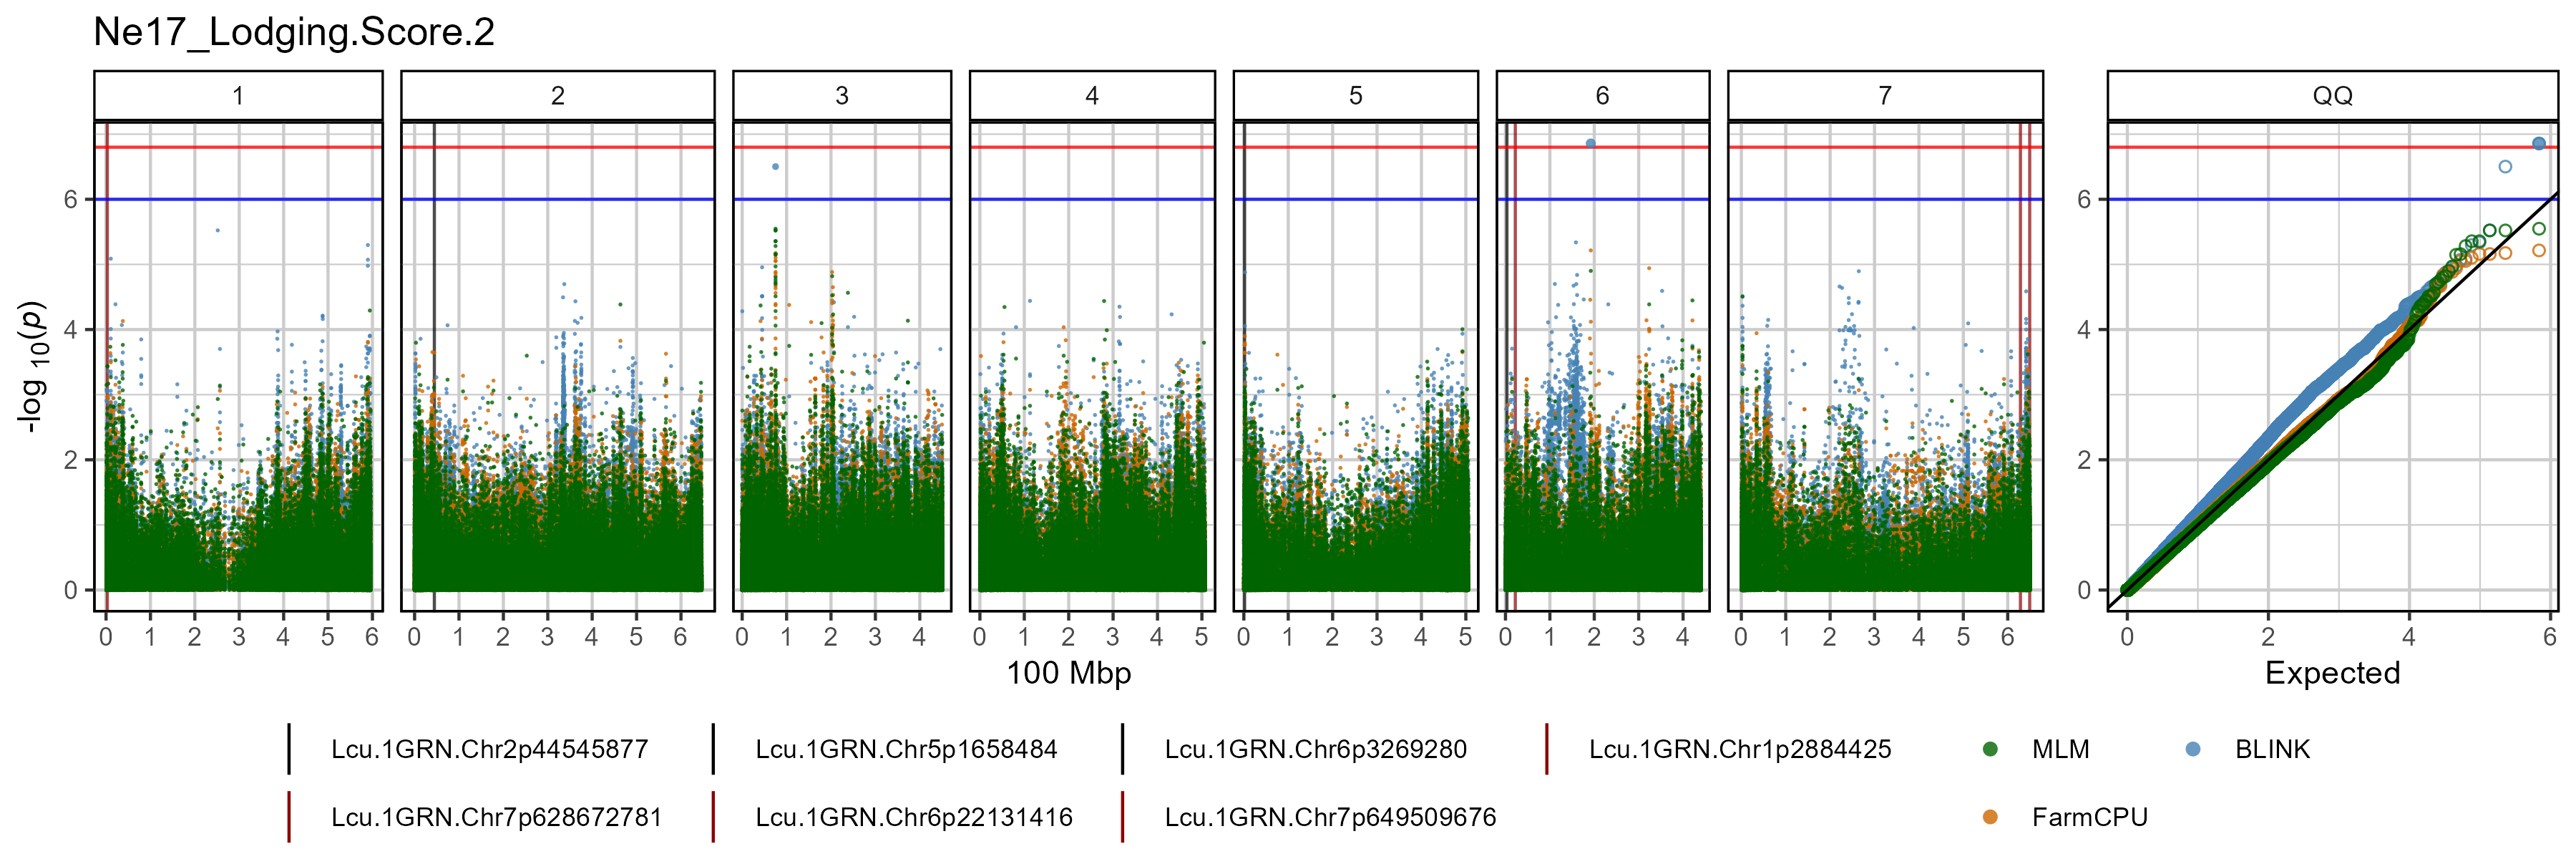 Ne17_Lodging.Score.2
1 2 3 4 5 6 7 QQ
6
4
2
0
-log 10(p)
6
4
2
0
0 1 2 3 4 5 6 0 1 2 3 4 5 6 0 1 2 3 4 0 1 2 3 4 5 0 1 2 3 4 5 0 1 2 3 4 0 1 2 3 4 5 6 0 2 4 6
100 Mbp Expected
Lcu.1GRN.Chr2p44545877 Lcu.1GRN.Chr5p1658484 Lcu.1GRN.Chr6p3269280 Lcu.1GRN.Chr1p2884425 MLM BLINK
Lcu.1GRN.Chr7p628672781 Lcu.1GRN.Chr6p22131416 Lcu.1GRN.Chr7p649509676 FarmCPU